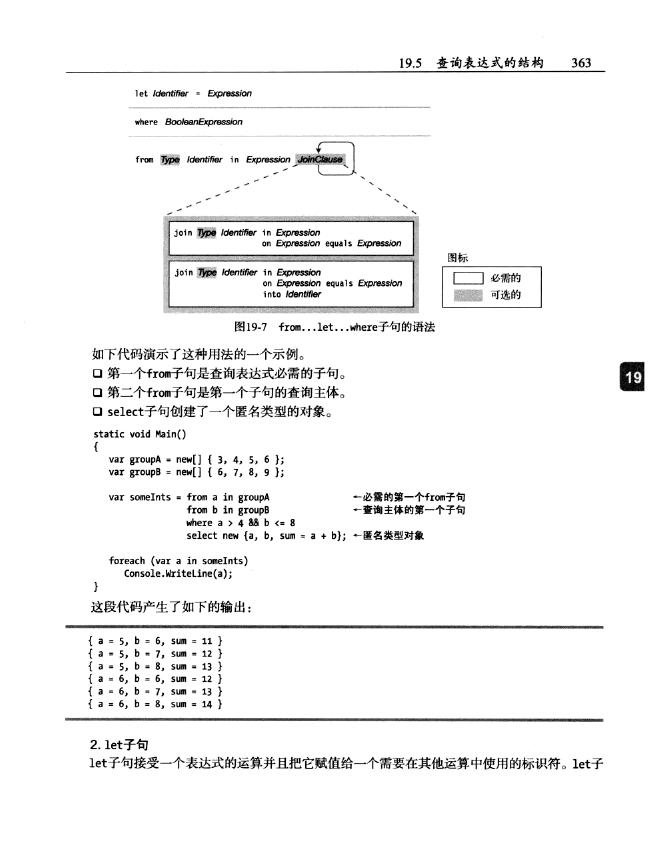 19.5 查询表达式的结构 363
let Identifier = Expression
where BooleanExpression
from Type Identifier in Expression JoinClause
join Type Identifier in Expression
on Expression equals Expression
join Type Identifier in Expression
on Expression equals Expression
into Identifier
图标
必需的
可选的
图19-7 from...let...where子句的语法
如下代码演示了这种用法的一个示例。
❑ 第一个from子句是查询表达式必需的子句。
❑ 第二个from子句是第一个子句的查询主体。
❑ select子句创建了一个匿名类型的对象。
19
static void Main()
{
var groupA = new[] { 3, 4, 5, 6 };
var groupB = new[] { 6, 7, 8, 9 };
var someInts = from a in groupA ←必需的第一个from子句
from b in groupB ←查询主体的第一个子句
where a > 4 && b <= 8
select new {a, b, sum = a + b}; ←匿名类型对象
foreach (var a in someInts)
Console.WriteLine(a);
}
这段代码产生了如下的输出：
{ a = 5, b = 6, sum = 11 }
{ a = 5, b = 7, sum = 12 }
{ a = 5, b = 8, sum = 13 }
{ a = 6, b = 6, sum = 12 }
{ a = 6, b = 7, sum = 13 }
{ a = 6, b = 8, sum = 14 }
2. let子句
let子句接受一个表达式的运算并且把它赋值给一个需要在其他运算中使用的标识符。let子